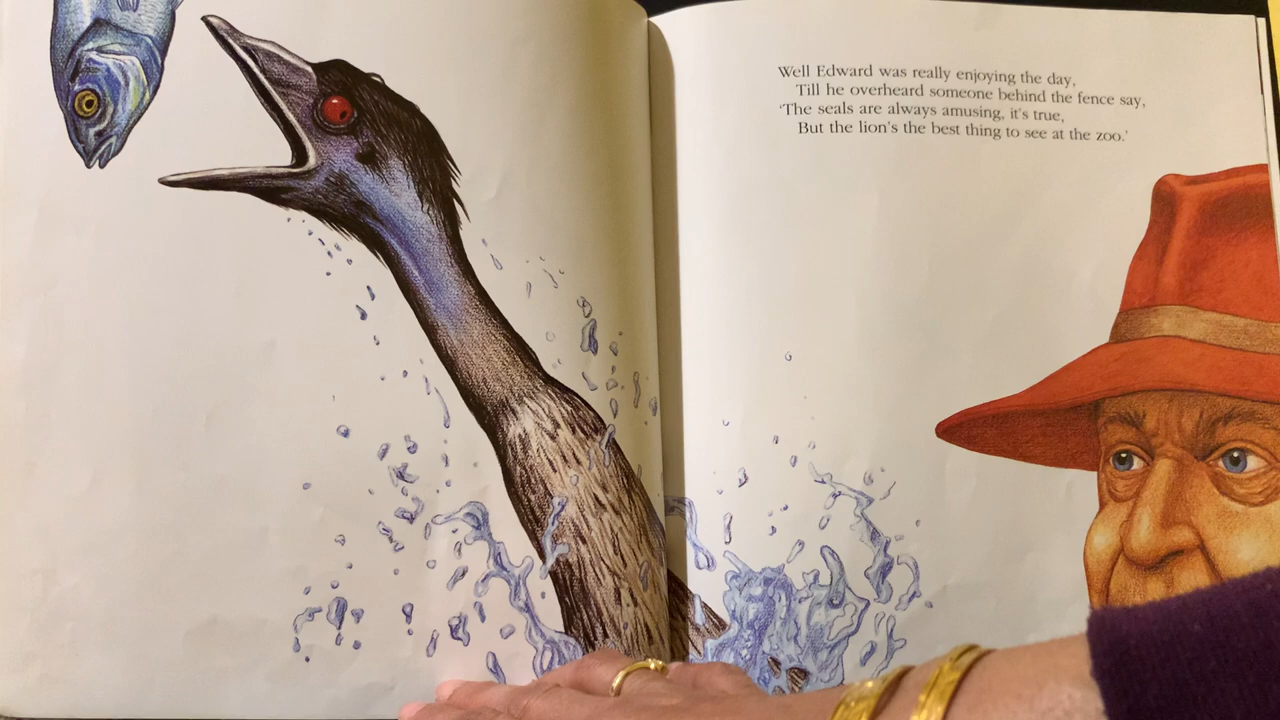 Well Edward was really enjoying the day,
Till he overheard someone behind the fence say,
‘The seals are always amusing, it's true,
But the lion's the best thing to see at the zoo.’